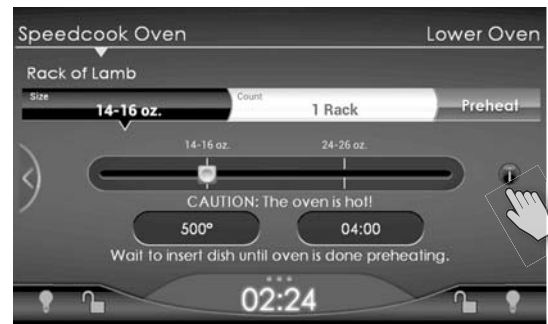 Speedcook Oven Lower Oven
Rack of Lamb
Size Count
14-16 oz. 1 Rack Preheat
14-16 oz. 24-26 oz.
CAUTION: The oven is hot!
500° 04:00
Wait to insert dish until oven is done preheating.
02:24